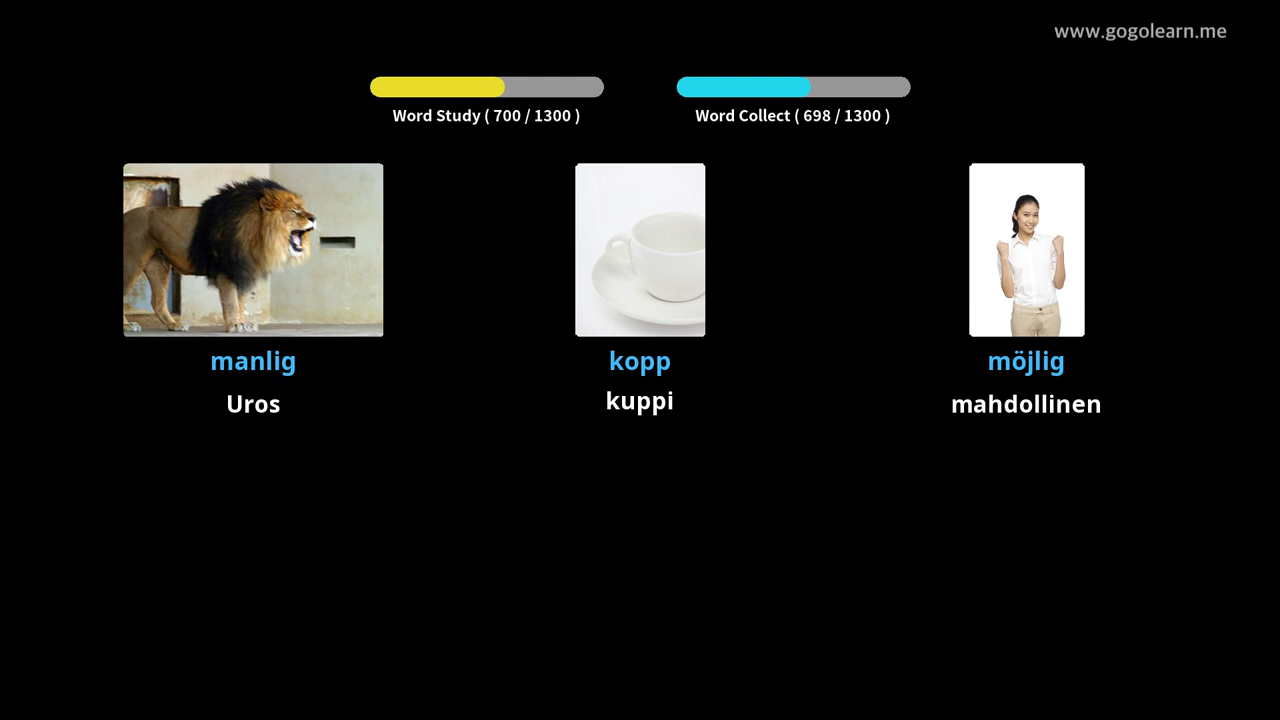 www.gogolearn.me
Word Study ( 700 / 1300 )
Word Collect ( 698 / 1300 )
manlig
kopp
möjlig
Uros
kuppi
mahdollinen